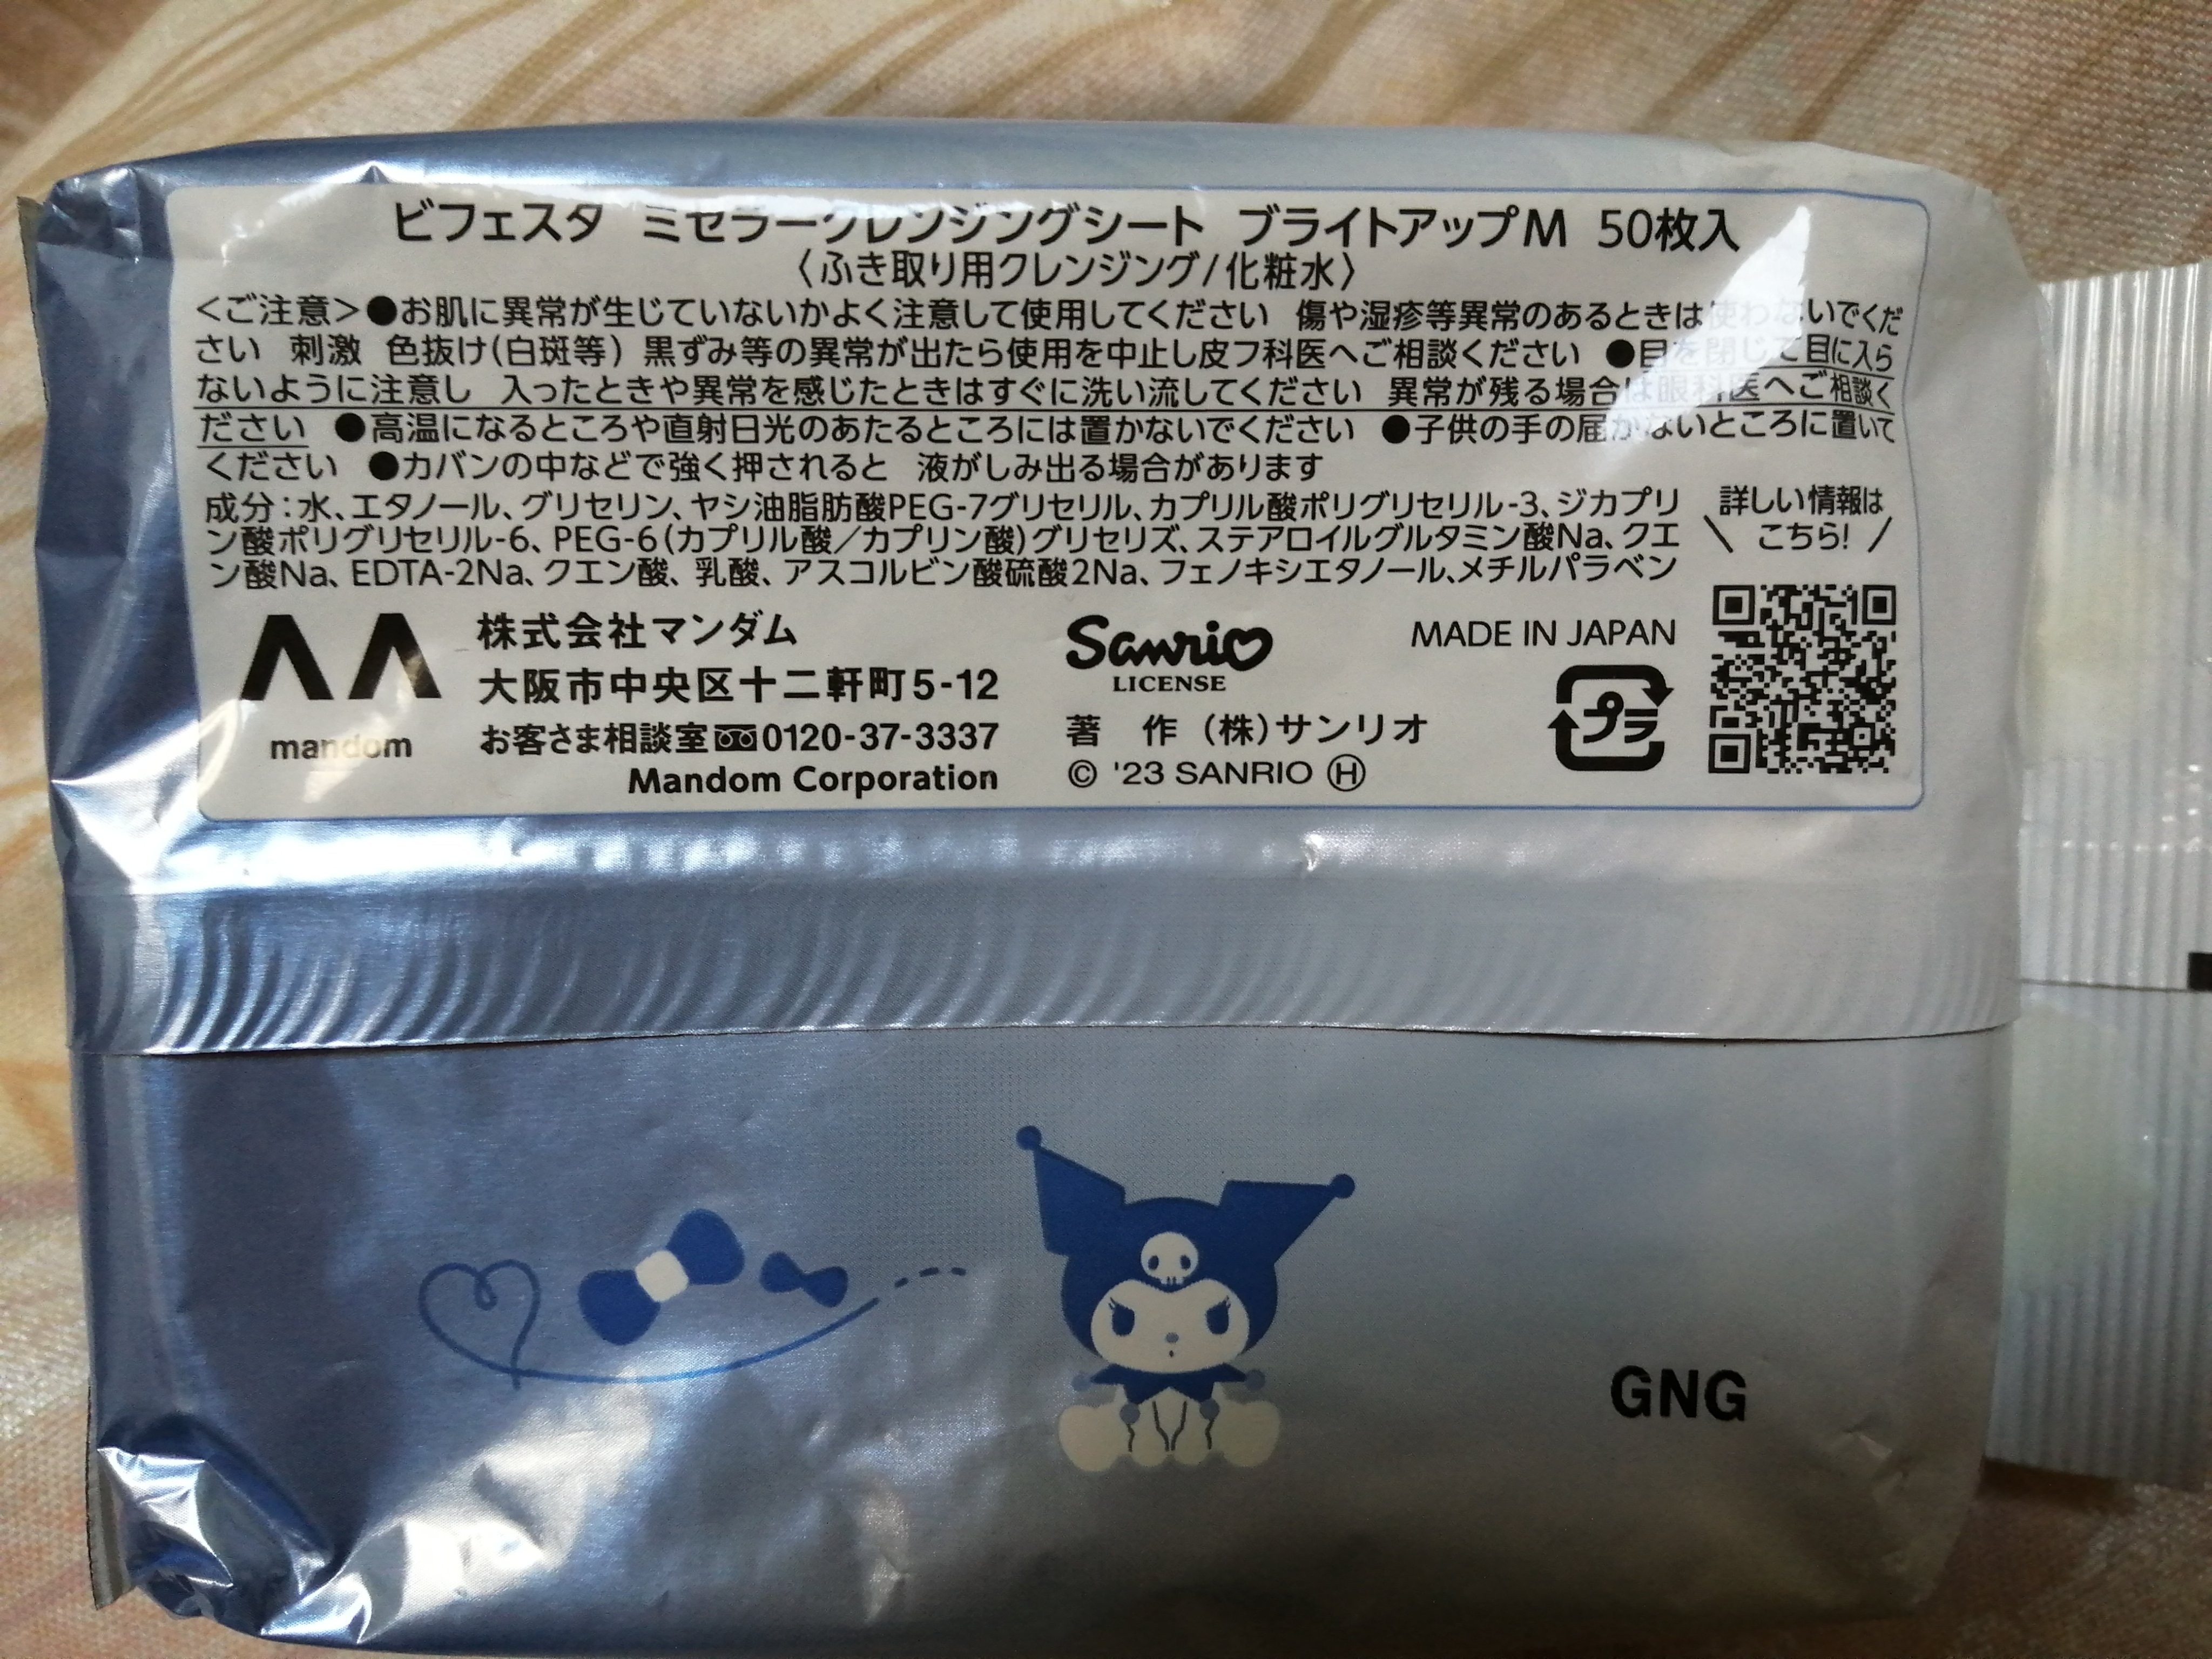 ビフェスタ ミセラークレンジングシート ブライトアップM 50枚入
〈ふき取り用クレンジング/化粧水〉
<ご注意>●お肌に異常が生じていないかよく注意して使用してください 傷や湿疹等異常のあるときは使わないでくだ
さい 刺激 色抜け(白斑等) 黒ずみ等の異常が出たら使用を中止し皮フ科医へご相談ください ●目を閉じて目に入ら
ないように注意し 入ったときや異常を感じたときはすぐに洗い流してください 異常が残る場合は眼科医へご相談く
ださい ●高温になるところや直射日光のあたるところには置かないでください ●子供の手の届かないところに置いて
ください ●カバンの中などで強く押されると 液がしみ出る場合があります
成分:水、エタノール、グリセリン、ヤシ油脂肪酸PEG-7グリセリル、カプリル酸ポリグリセリル-3、ジカプリ
ン酸ポリグリセリル-6、PEG-6(カプリル酸/カプリン酸)グリセリズ、ステアロイルグルタミン酸Na、クエ
ン酸Na、EDTA-2Na、クエン酸、乳酸、アスコルビン酸硫酸2Na、フェノキシエタノール、メチルパラベン
詳しい情報は
\ こちら! /
mandom
株式会社マンダム
大阪市中央区十二軒町5-12
お客さま相談室0120-37-3337
Mandom Corporation
Sanrio
LICENSE
著 作 (株)サンリオ
© '23 SANRIO Ⓗ
MADE IN JAPAN
プラ
GNG